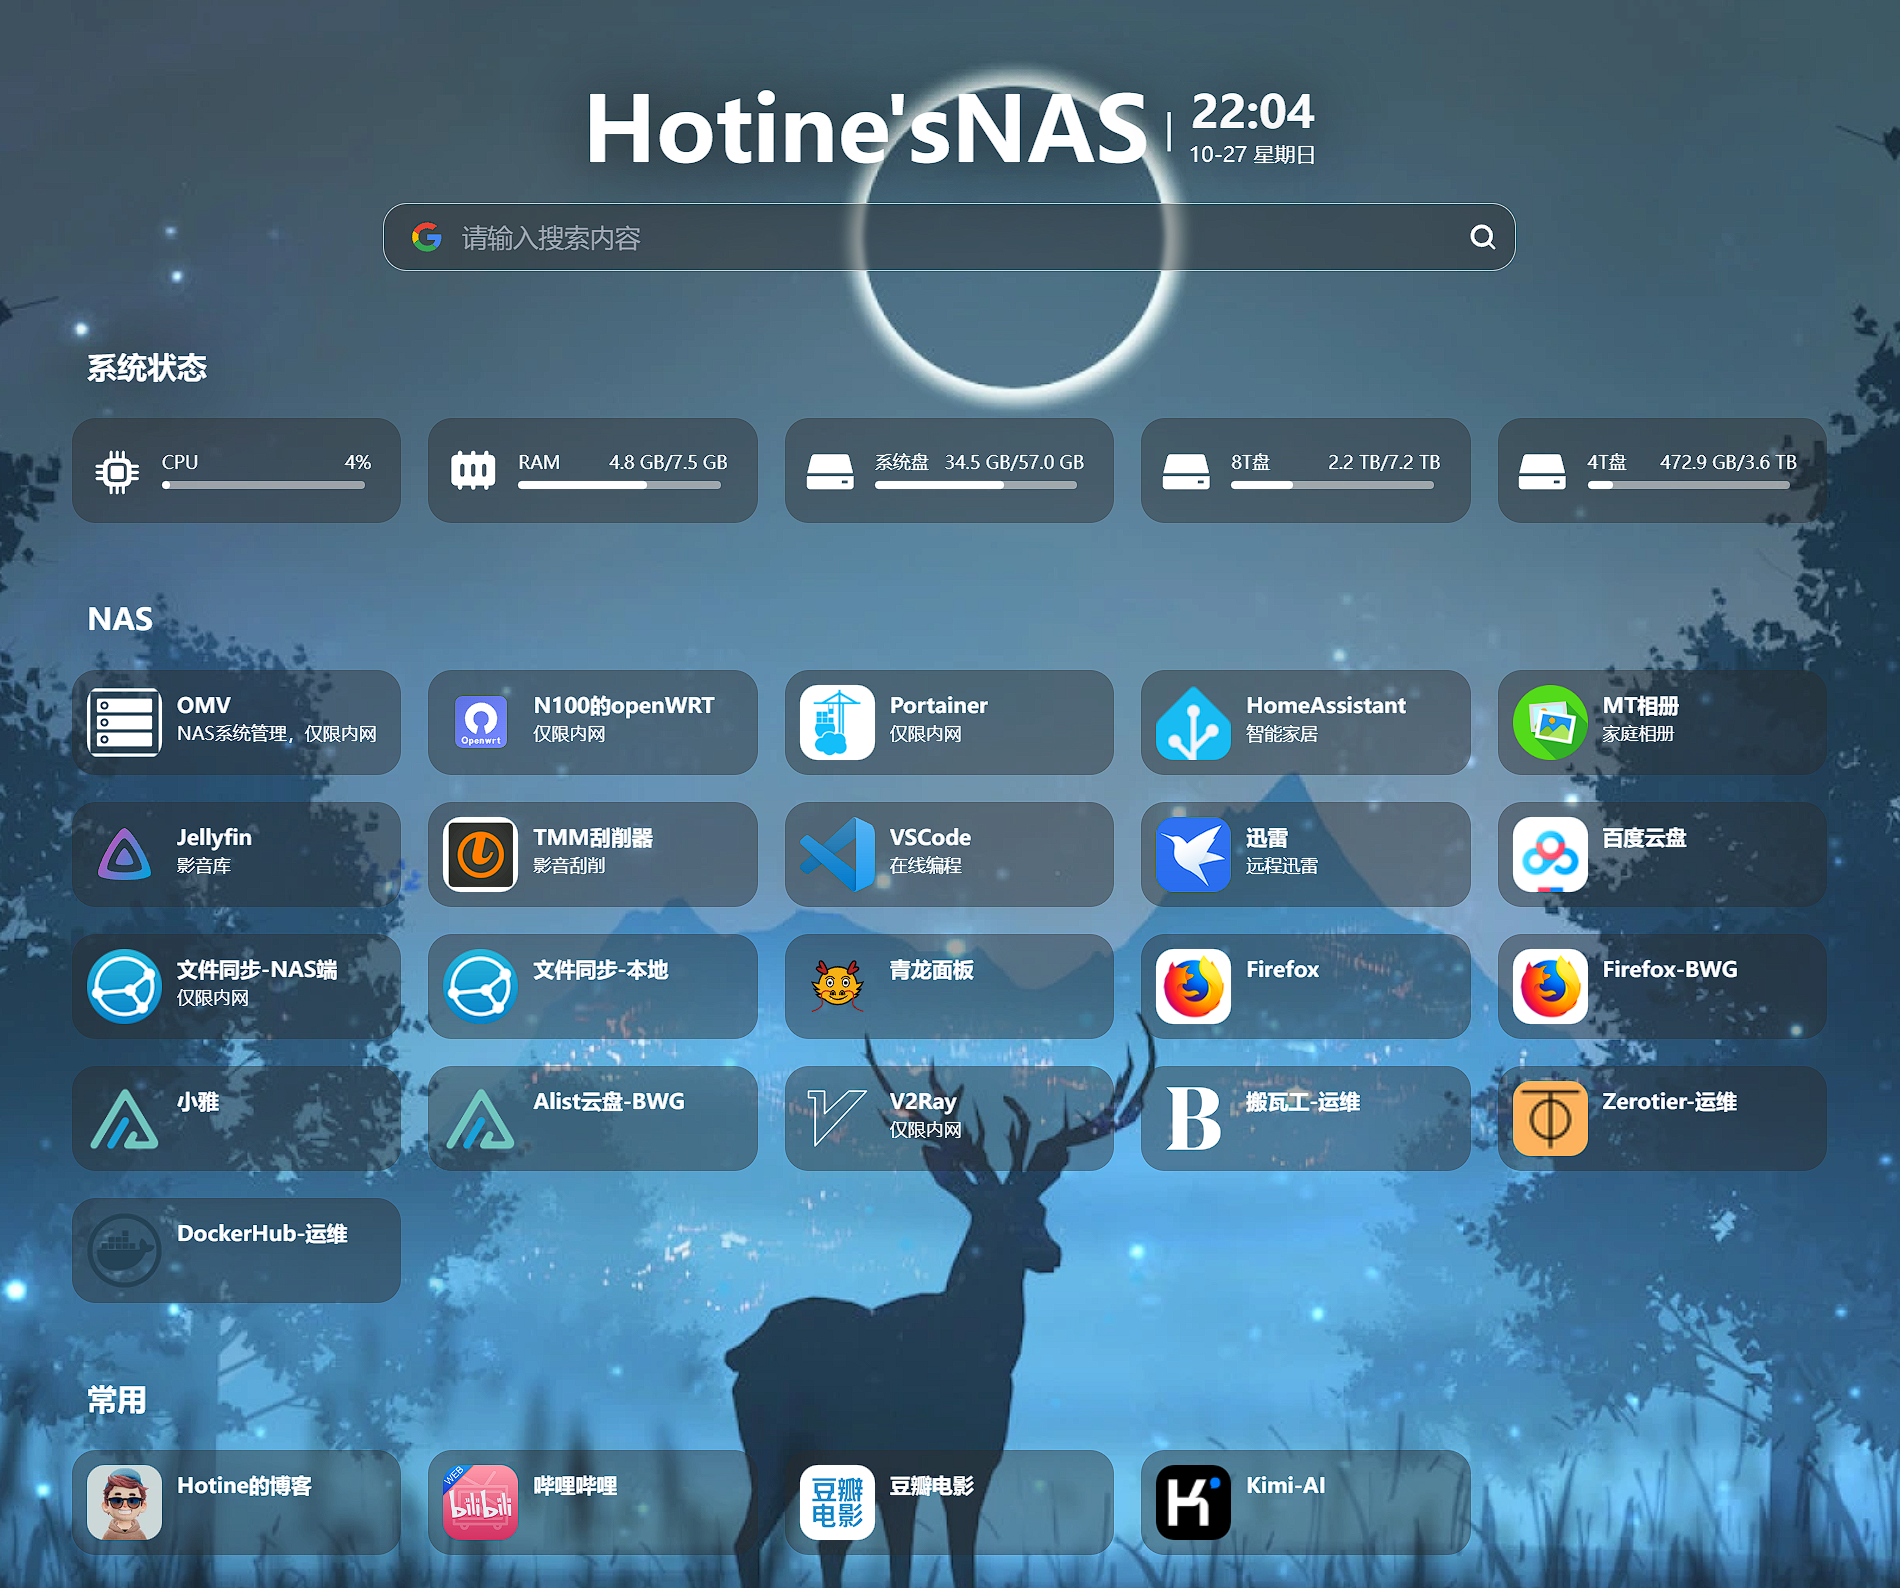 Hotine'sNAS
22:04
10-27 星期日
请输入搜索内容
系统状态
CPU 4%
RAM 4.8 GB/7.5 GB
系统盘 34.5 GB/57.0 GB
8T盘 2.2 TB/7.2 TB
4T盘 472.9 GB/3.6 TB
NAS
OMV
NAS系统管理，仅限内网
Openwrt
N100的openWRT
仅限内网
Portainer
仅限内网
HomeAssistant
智能家居
MT相册
家庭相册
Jellyfin
影音库
TMM刮削器
影音刮削
VSCode
在线编程
迅雷
远程迅雷
百度云盘
文件同步-NAS端
仅限内网
文件同步-本地
青龙面板
Firefox
Firefox-BWG
小雅
Alist云盘-BWG
V2Ray
仅限内网
B
搬瓦工-运维
Zerotier-运维
DockerHub-运维
常用
Hotine的博客
WEB
bilibili
哔哩哔哩
豆瓣
电影
豆瓣电影
K
Kimi-AI